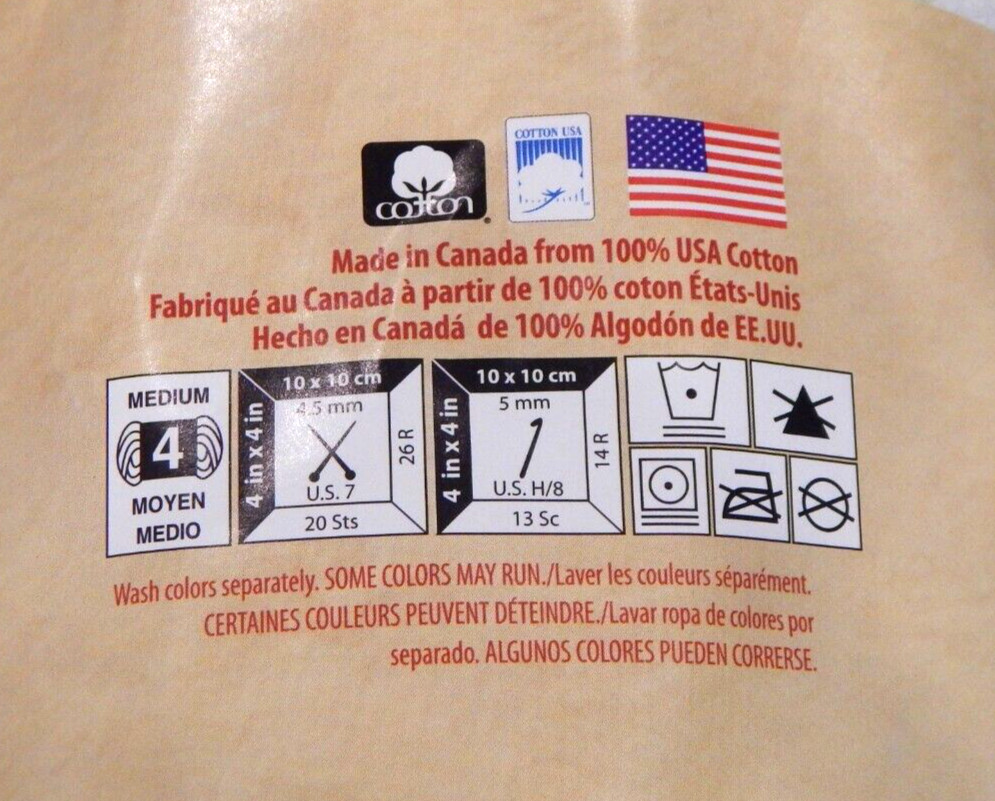 cotton
COTTON USA
Made in Canada from 100% USA Cotton
Fabriqué au Canada à partir de 100% coton États-Unis
Hecho en Canadá de 100% Algodón de EE.UU.
MEDIUM
4
MOYEN
MEDIO
10 x 10 cm
4 in x 4 in
4.5 mm
26 R
U.S. 7
20 Sts
10 x 10 cm
4 in x 4 in
5 mm
14 R
U.S. H/8
13 Sc
Wash colors separately. SOME COLORS MAY RUN./Laver les couleurs séparément.
CERTAINES COULEURS PEUVENT DÉTEINDRE./Lavar ropa de colores por
separado. ALGUNOS COLORES PUEDEN CORRERSE.